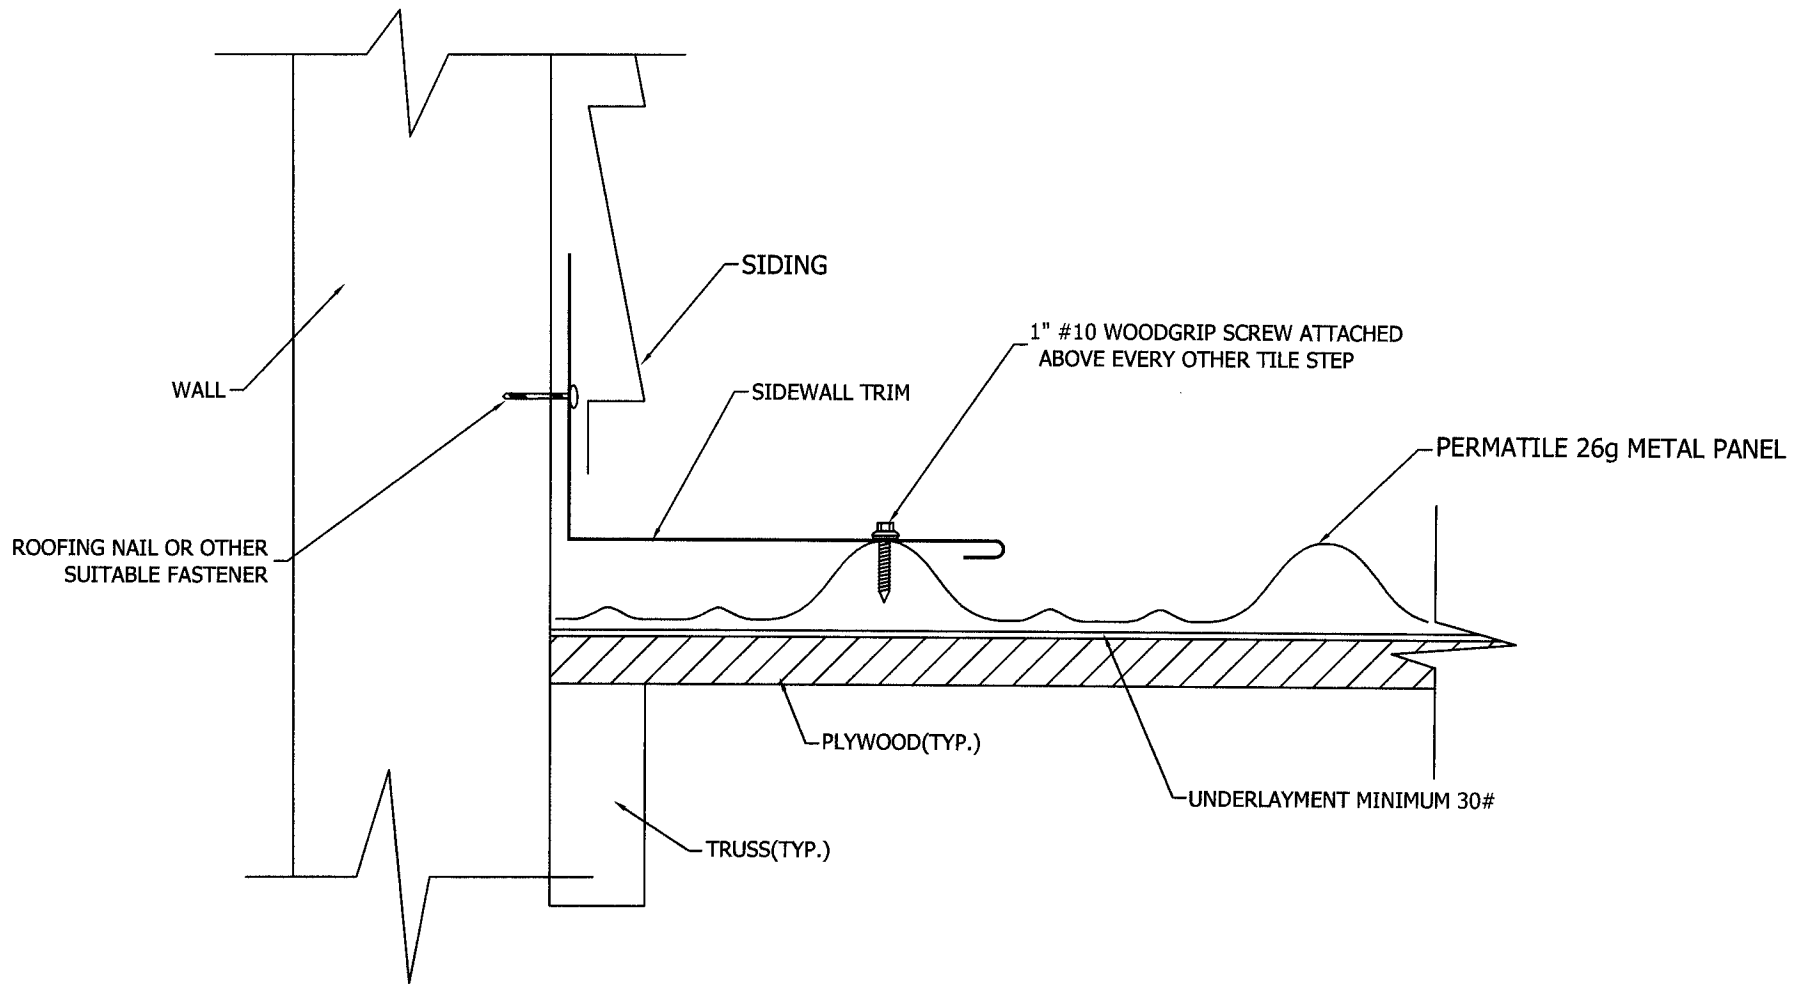 SIDING
1" #10 WOODGRIP SCREW ATTACHED
ABOVE EVERY OTHER TILE STEP
WALL
SIDEWALL TRIM
PERMATILE 26g METAL PANEL
ROOFING NAIL OR OTHER
SUITABLE FASTENER
PLYWOOD(TYP.)
UNDERLAYMENT MINIMUM 30#
TRUSS(TYP.)